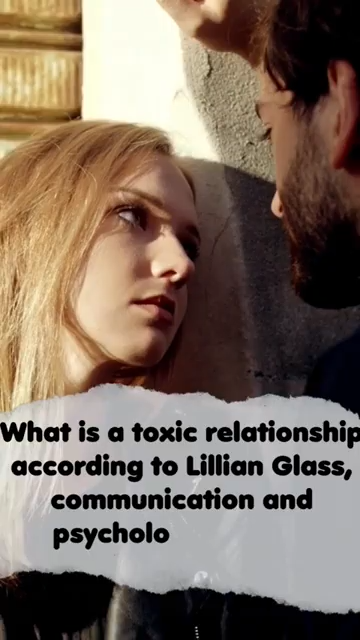 What is a toxic relationship
according to Lillian Glass,
communication and
psycholo